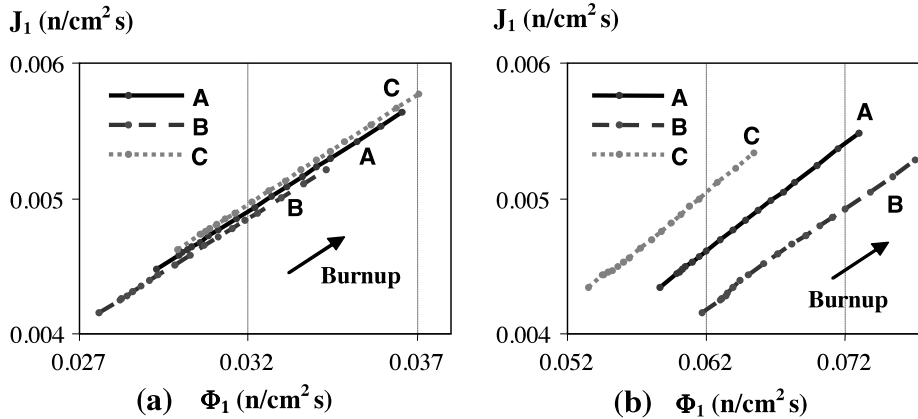 J₁ (n/cm² s)
0.006
0.005
0.004
A
B
C
C
A
B
Burnup
0.027
0.032
0.037
(a) Φ₁ (n/cm² s)
J₁ (n/cm² s)
0.006
0.005
0.004
A
B
C
C
A
B
Burnup
0.052
0.062
0.072
(b) Φ₁ (n/cm² s)